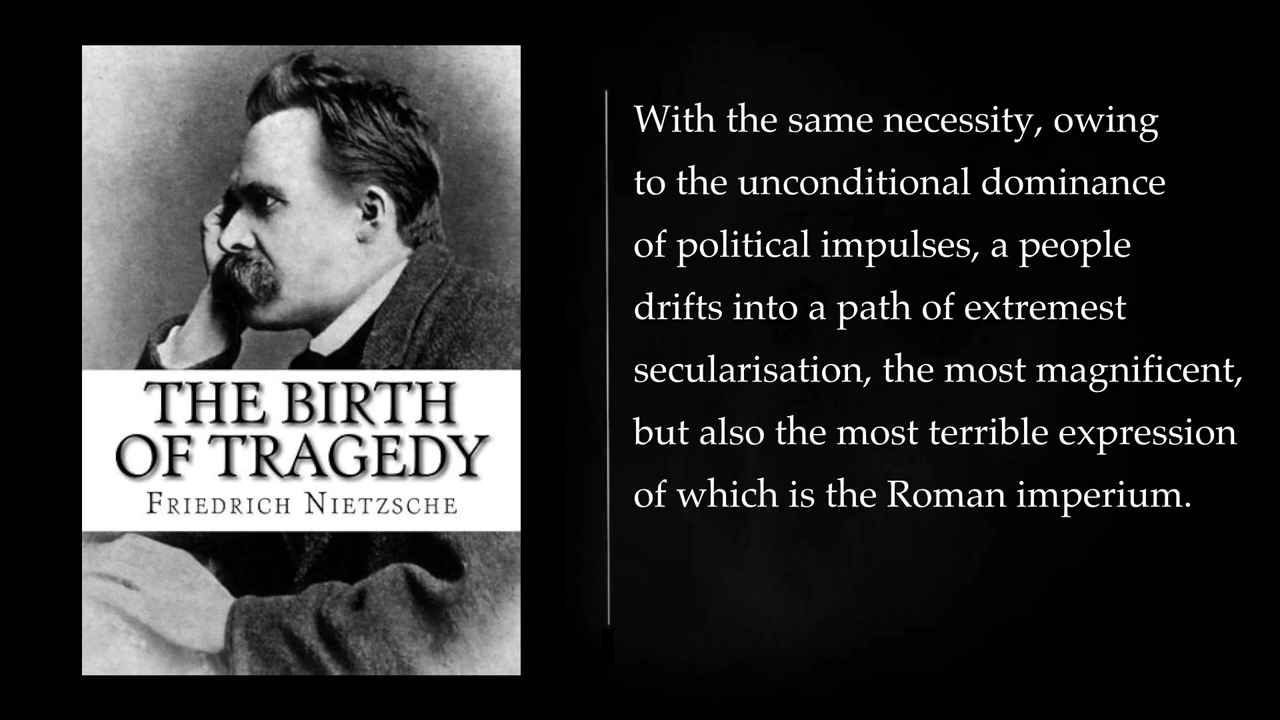 THE BIRTH
OF TRAGEDY
FRIEDRICH NIETZSCHE
With the same necessity, owing
to the unconditional dominance
of political impulses, a people
drifts into a path of extremest
secularisation, the most magnificent,
but also the most terrible expression
of which is the Roman imperium.